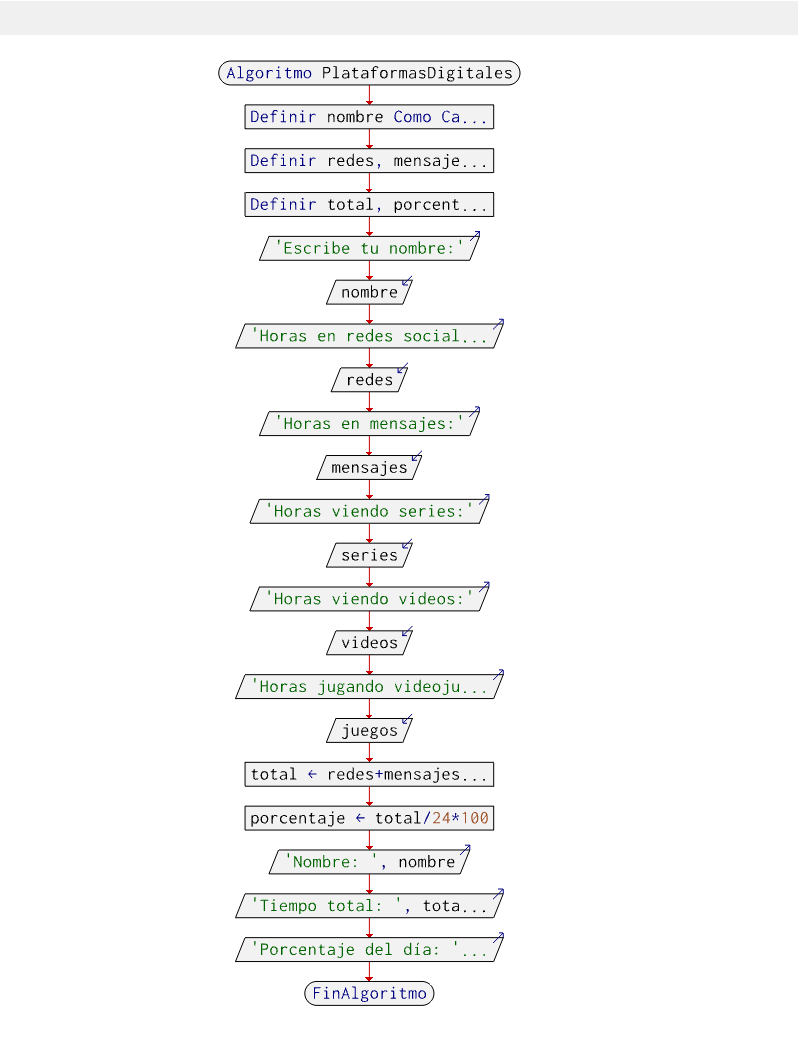 Algoritmo PlataformasDigitales
Definir nombre Como Ca...
Definir redes, mensaje...
Definir total, porcent...
'Escribe tu nombre:'
nombre
'Horas en redes social...
redes
'Horas en mensajes:'
mensajes
'Horas viendo series:'
series
'Horas viendo videos:'
videos
'Horas jugando videoju...
juegos
total ← redes+mensajes...
porcentaje ← total/24*100
'Nombre: ', nombre
'Tiempo total: ', tota...
'Porcentaje del día: '...
FinAlgoritmo